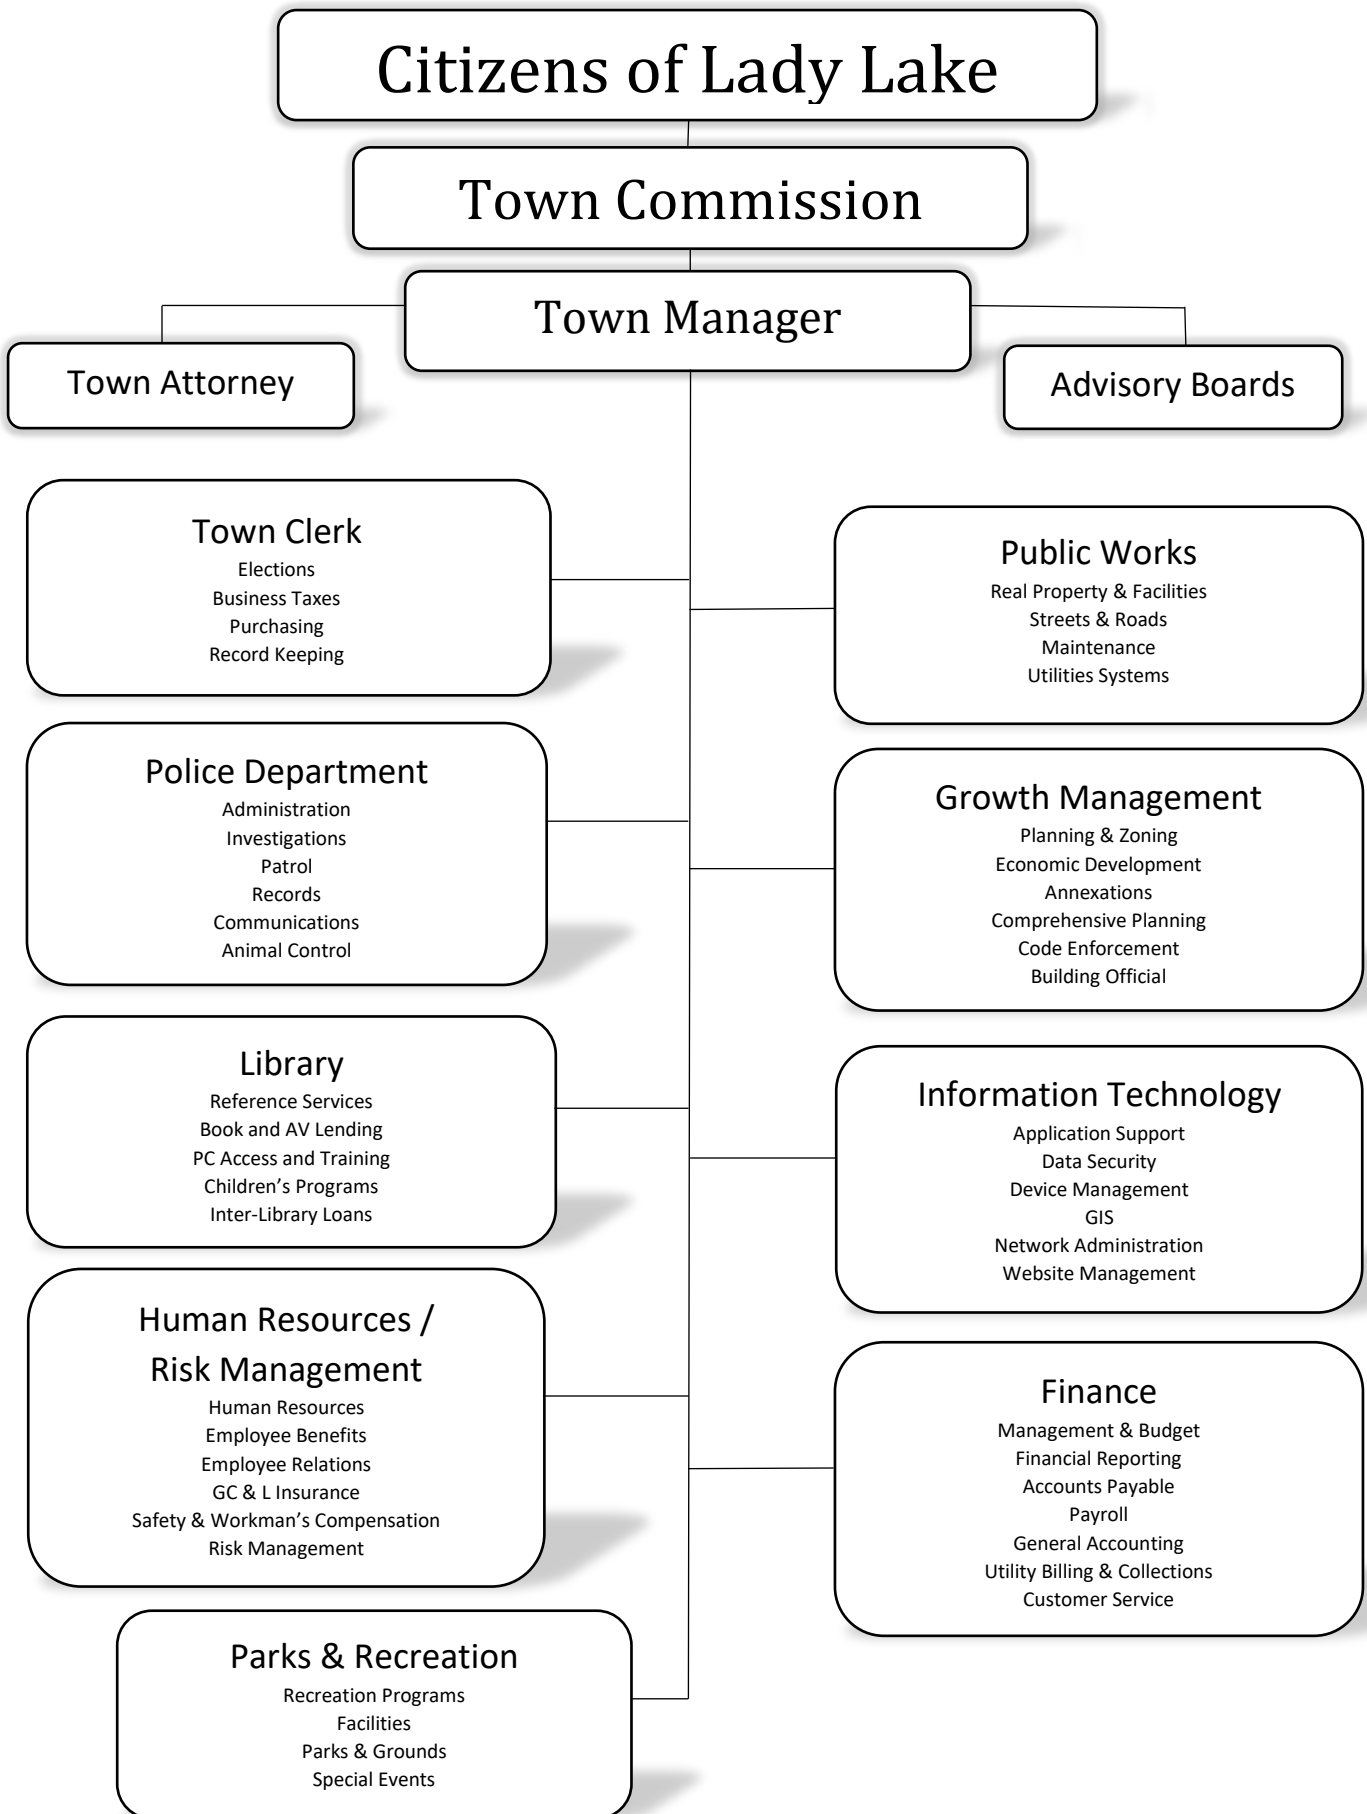 Citizens of Lady Lake
Town Commission
Town Manager
Town Attorney
Advisory Boards
Town Clerk
Elections
Business Taxes
Purchasing
Record Keeping
Police Department
Administration
Investigations
Patrol
Records
Communications
Animal Control
Library
Reference Services
Book and AV Lending
PC Access and Training
Children’s Programs
Inter-Library Loans
Human Resources /
Risk Management
Human Resources
Employee Benefits
Employee Relations
GC & L Insurance
Safety & Workman’s Compensation
Risk Management
Parks & Recreation
Recreation Programs
Facilities
Parks & Grounds
Special Events
Public Works
Real Property & Facilities
Streets & Roads
Maintenance
Utilities Systems
Growth Management
Planning & Zoning
Economic Development
Annexations
Comprehensive Planning
Code Enforcement
Building Official
Information Technology
Application Support
Data Security
Device Management
GIS
Network Administration
Website Management
Finance
Management & Budget
Financial Reporting
Accounts Payable
Payroll
General Accounting
Utility Billing & Collections
Customer Service